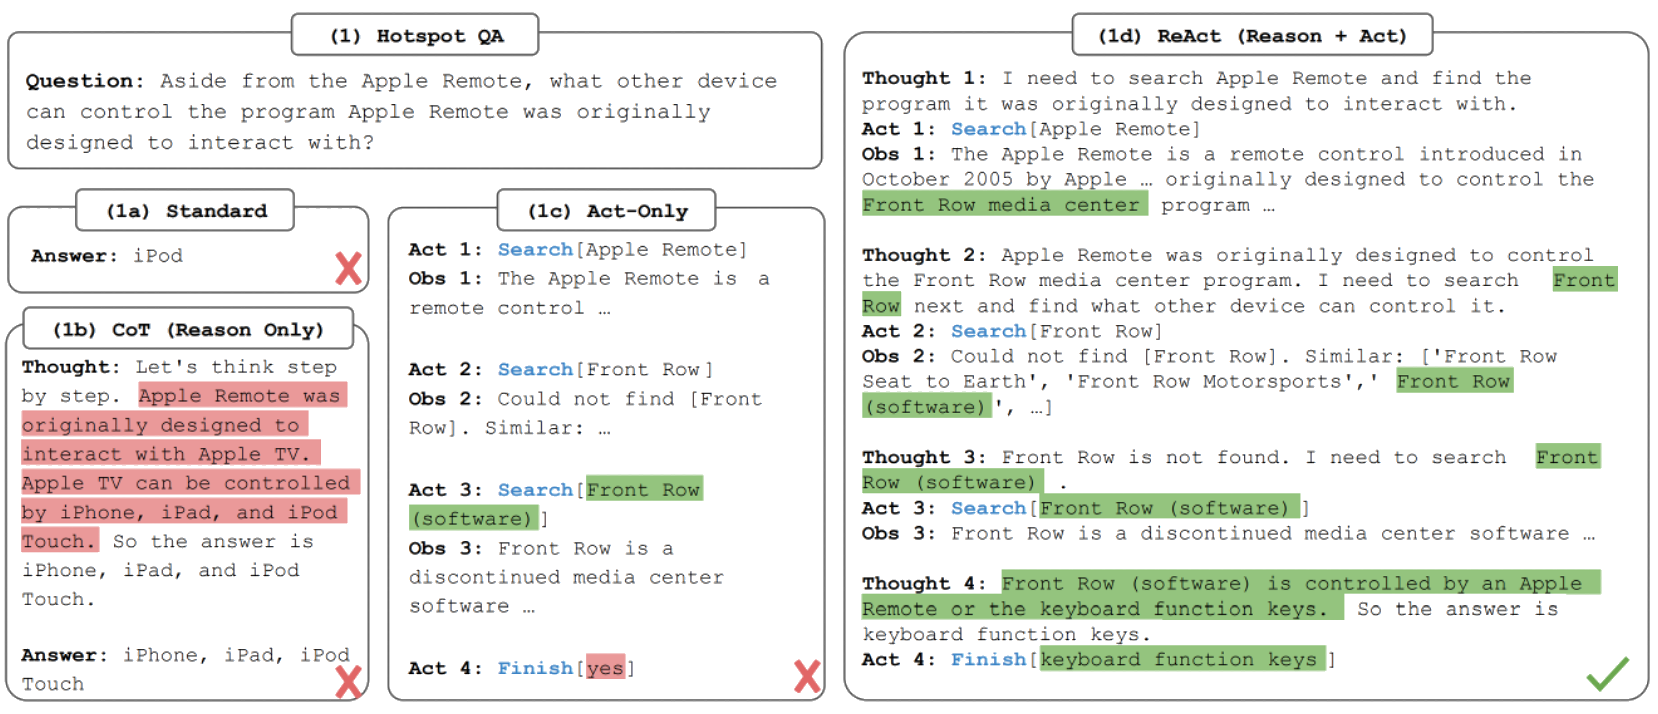 (1) Hotspot QA
Question: Aside from the Apple Remote, what other device
can control the program Apple Remote was originally
designed to interact with?
(1a) Standard
Answer: iPod
(1b) CoT (Reason Only)
Thought: Let's think step
by step. Apple Remote was
originally designed to
interact with Apple TV.
Apple TV can be controlled
by iPhone, iPad, and iPod
Touch. So the answer is
iPhone, iPad, and iPod
Touch.
Answer: iPhone, iPad, iPod
Touch
(1c) Act-Only
Act 1: Search[Apple Remote]
Obs 1: The Apple Remote is a
remote control …
Act 2: Search[Front Row]
Obs 2: Could not find [Front
Row]. Similar: …
Act 3: Search[Front Row
(software)]
Obs 3: Front Row is a
discontinued media center
software …
Act 4: Finish[yes]
(1d) ReAct (Reason + Act)
Thought 1: I need to search Apple Remote and find the
program it was originally designed to interact with.
Act 1: Search[Apple Remote]
Obs 1: The Apple Remote is a remote control introduced in
October 2005 by Apple … originally designed to control the
Front Row media center program …
Thought 2: Apple Remote was originally designed to control
the Front Row media center program. I need to search Front
Row next and find what other device can control it.
Act 2: Search[Front Row]
Obs 2: Could not find [Front Row]. Similar: ['Front Row
Seat to Earth', 'Front Row Motorsports',' Front Row
(software)', …]
Thought 3: Front Row is not found. I need to search Front
Row (software) .
Act 3: Search[Front Row (software) ]
Obs 3: Front Row is a discontinued media center software …
Thought 4: Front Row (software) is controlled by an Apple
Remote or the keyboard function keys. So the answer is
keyboard function keys.
Act 4: Finish[keyboard function keys ]